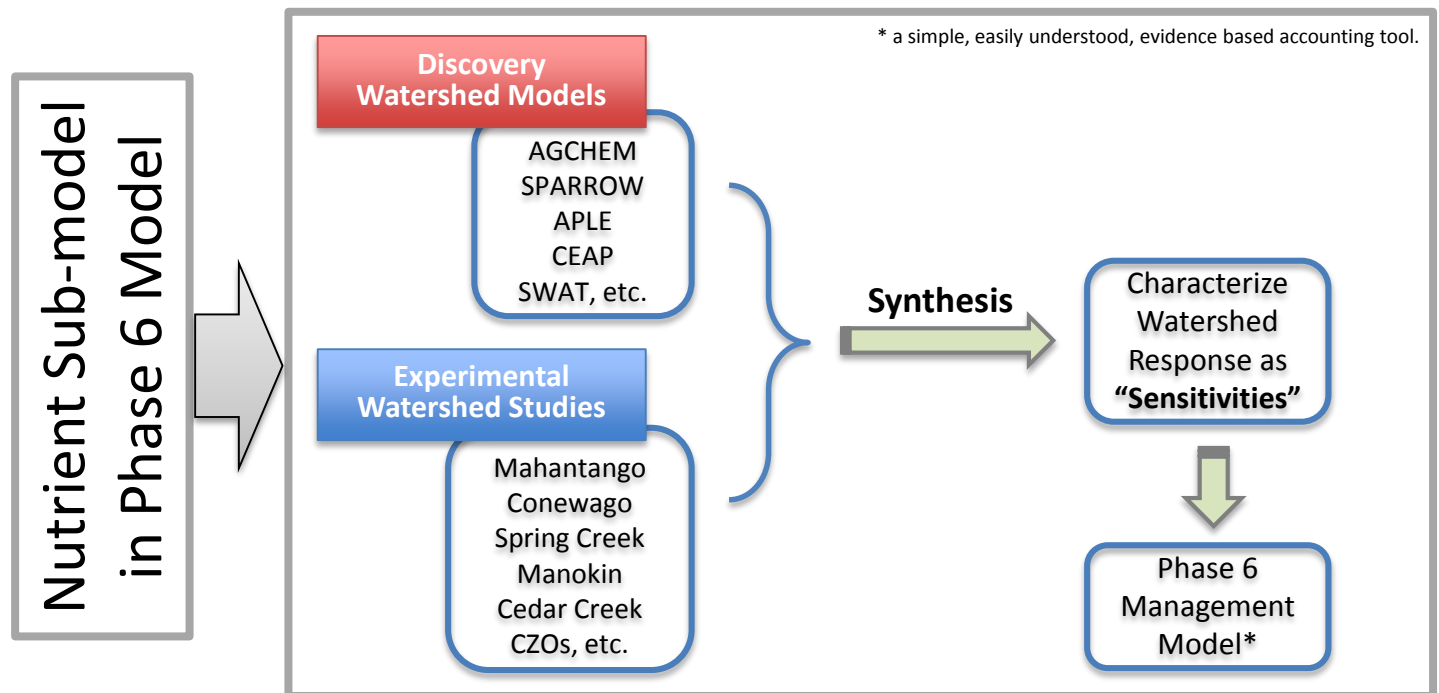 Nutrient Sub-model
in Phase 6 Model
* a simple, easily understood, evidence based accounting tool.
Discovery
Watershed Models
AGCHEM
SPARROW
APLE
CEAP
SWAT, etc.
Experimental
Watershed Studies
Mahantango
Conewago
Spring Creek
Manokin
Cedar Creek
CZOs, etc.
Synthesis
Characterize
Watershed
Response as
“Sensitivities”
Phase 6
Management
Model*